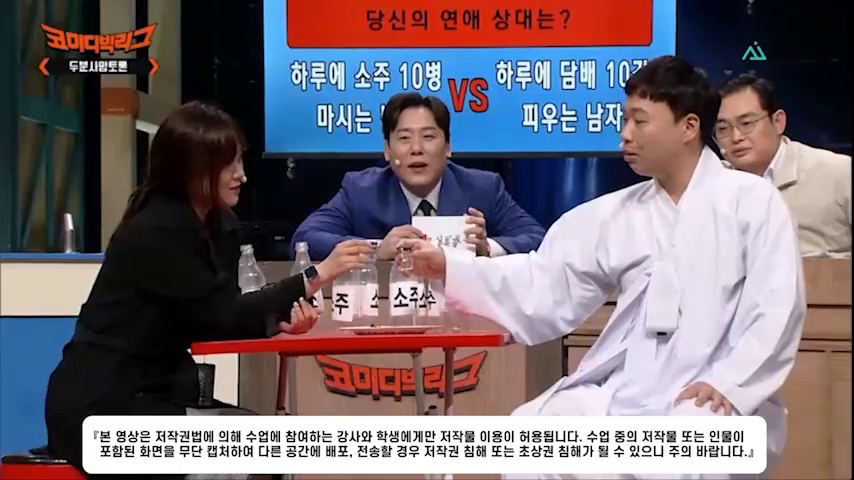 코미디빅리그
두분사망토론
당신의 연애 상대는?
하루에 소주 10병
마시는
VS
하루에 담배 10
피우는 남자
소주
소주
코미디빅리그
『본 영상은 저작권법에 의해 수업에 참여하는 강사와 학생에게만 저작물 이용이 허용됩니다. 수업 중의 저작물 또는 인물이
포함된 화면을 무단 캡처하여 다른 공간에 배포, 전송할 경우 저작권 침해 또는 초상권 침해가 될 수 있으니 주의 바랍니다.』